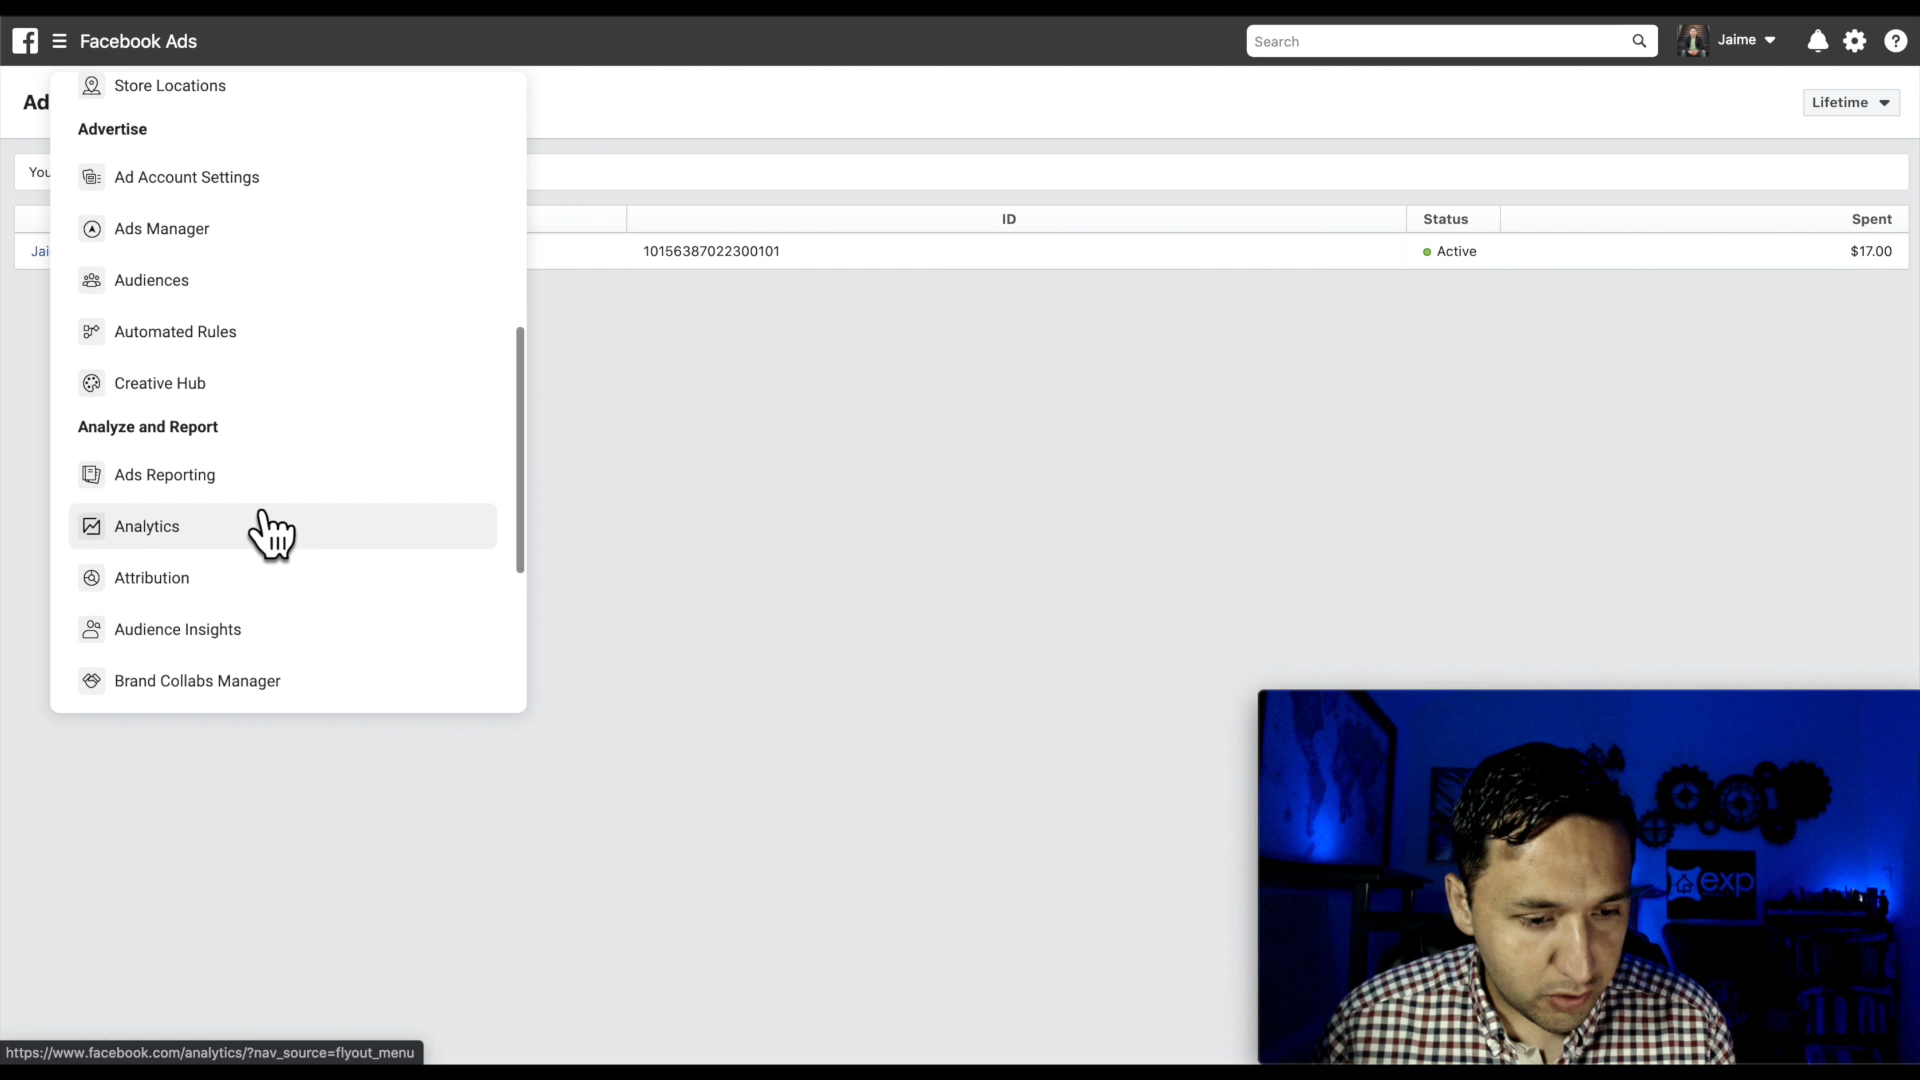 Facebook Ads
Search
Jaime
?
Ad
Lifetime
You
ID
Status
Spent
Jai
10156387022300101
Active
$17.00
Store Locations
Advertise
Ad Account Settings
Ads Manager
Audiences
Automated Rules
Creative Hub
Analyze and Report
Ads Reporting
Analytics
Attribution
Audience Insights
Brand Collabs Manager
exp
https://www.facebook.com/analytics/?nav_source=flyout_menu